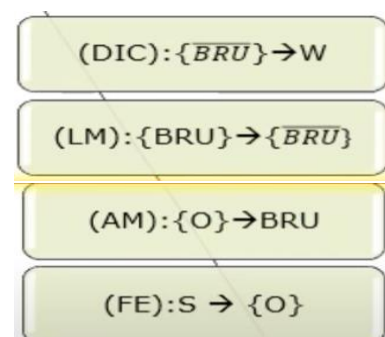 (DIC):{B̅R̅U̅}→W
(LM):{BRU}→{B̅R̅U̅}
(AM):{O}→BRU
(FE):S → {O}